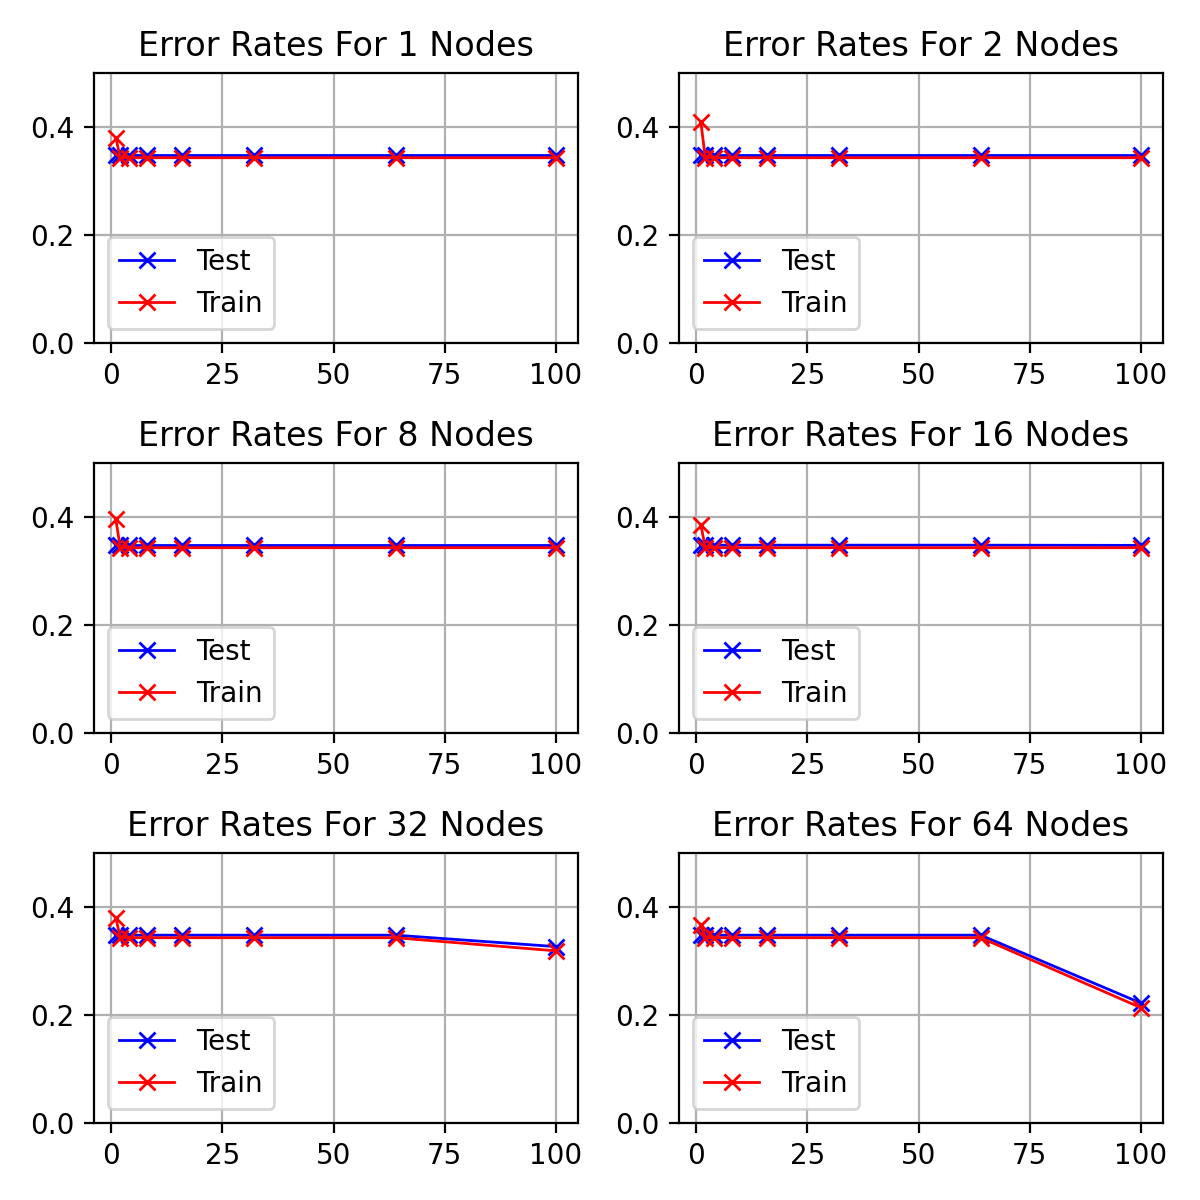 Error Rates For 1 Nodes
0.4
0.2
0.0
Test
Train
0 25 50 75 100
Error Rates For 2 Nodes
0.4
0.2
0.0
Test
Train
0 25 50 75 100
Error Rates For 8 Nodes
0.4
0.2
0.0
Test
Train
0 25 50 75 100
Error Rates For 16 Nodes
0.4
0.2
0.0
Test
Train
0 25 50 75 100
Error Rates For 32 Nodes
0.4
0.2
0.0
Test
Train
0 25 50 75 100
Error Rates For 64 Nodes
0.4
0.2
0.0
Test
Train
0 25 50 75 100